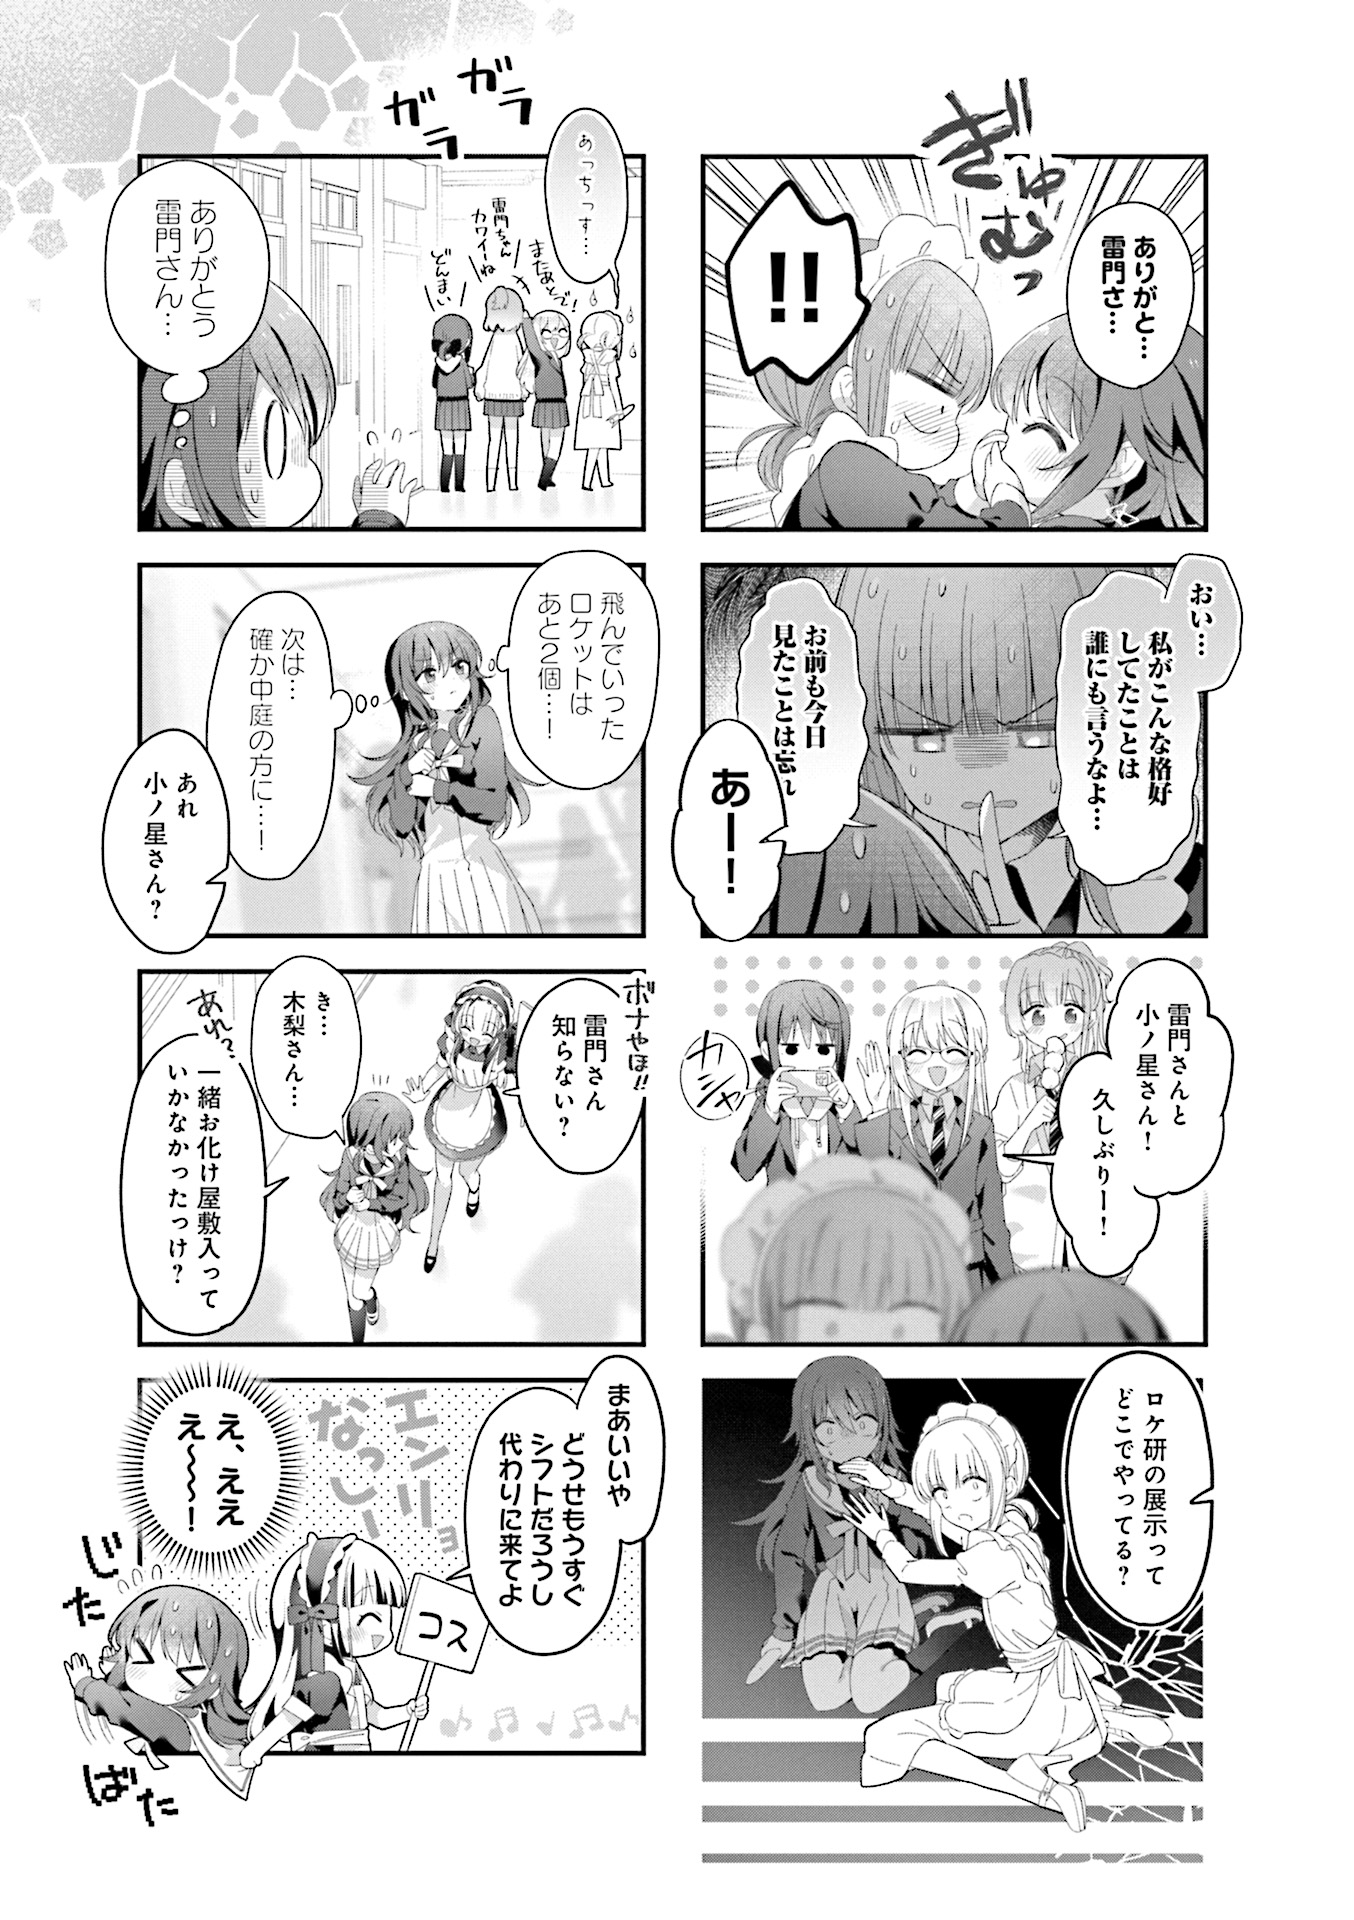 ぎゅむっ
ありがと…
雷門さ…
!!
おい…
私がこんな格好
してたことは
誰にも言うなよ…
お前も今日
見たことは忘れ
あー！
雷門さんと
小ノ星さん！
久しぶりー！
カシャ
ロケ研の展示って
どこでやってる？
ガラ
ガラ
あっちっす…
またあとで！
雷門ちゃん
カワイーね
どんまい
ありがとう
雷門さん…
飛んでいった
ロケットは
あと2個…！
次は…
確か中庭の方に…！
あれ
小ノ星さん？
ボナやほ!!
雷門さん
知らない？
き…
木梨さん…
あれ？
一緒お化け屋敷入って
いかなかったっけ？
まあいいや
どうせもうすぐ
シフトだろうし
代わりに来てよ
エンリョ
なっしー
コス
え、ええ
え～～！
じたばた